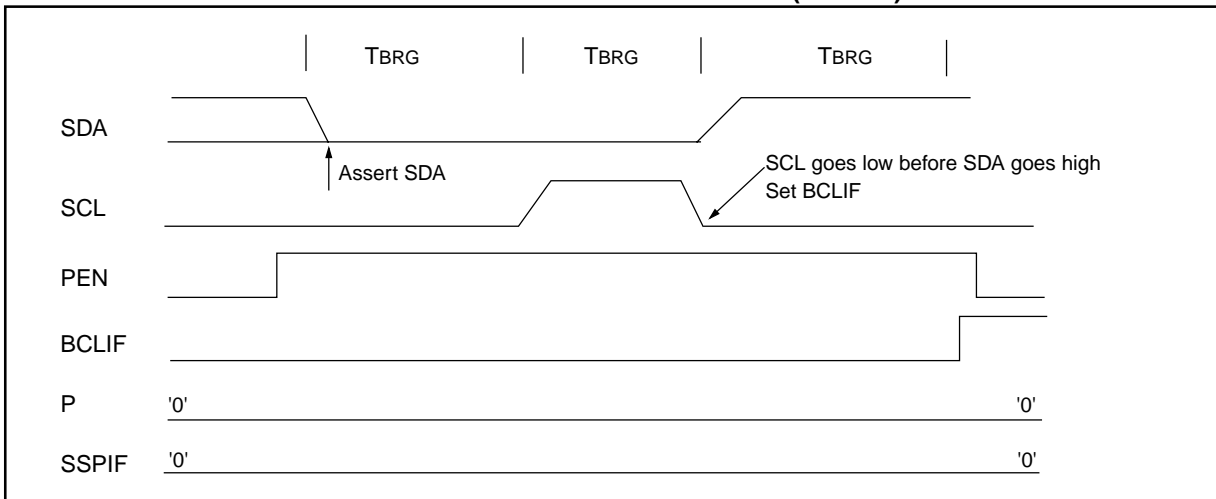 TBRG TBRG TBRG
SDA
Assert SDA
SCL goes low before SDA goes high
Set BCLIF
SCL
PEN
BCLIF
P '0' '0'
SSPIF '0' '0'